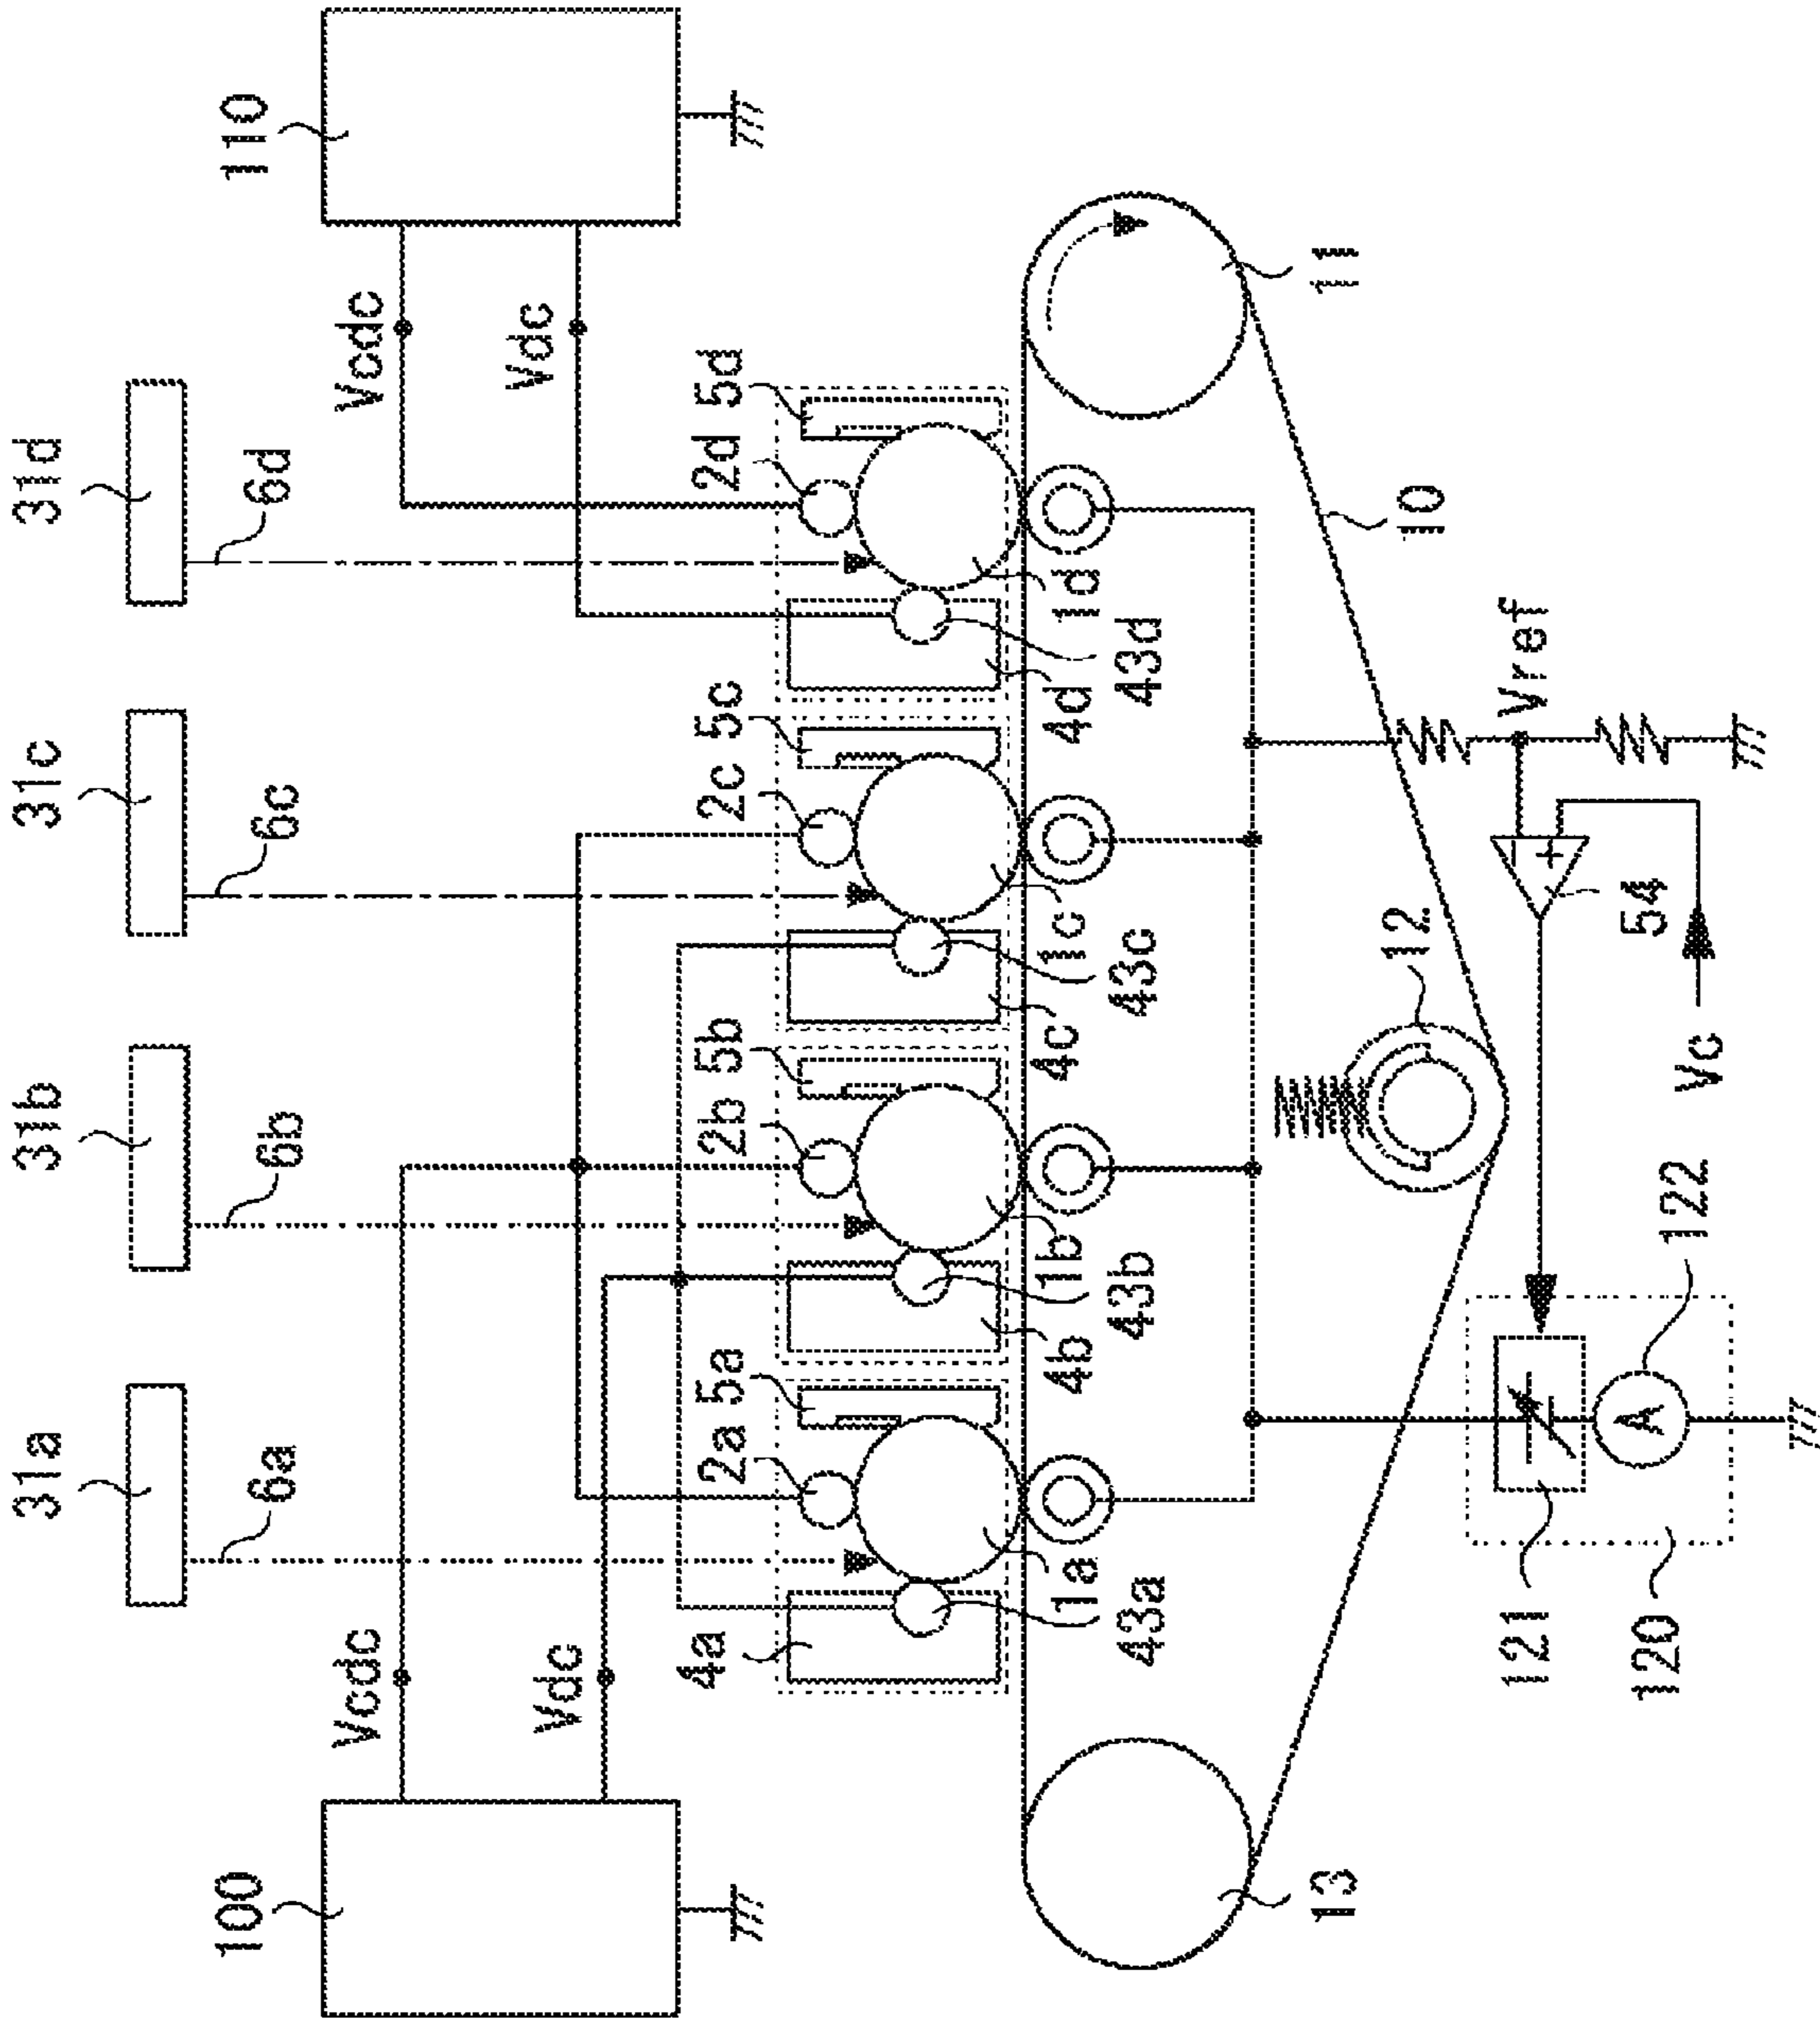 31a
31b
31c
31d
6a
6b
6c
6d
100
110
Vcdc
Vdc
Vcdc
Vdc
2a
5a
2b
5b
2c
5c
2d
5d
4a
43a
1a
4b
43b
1b
4c
43c
1c
4d
43d
1d
13
11
12
10
Vref
−
+
54
Vc
121
A
122
120